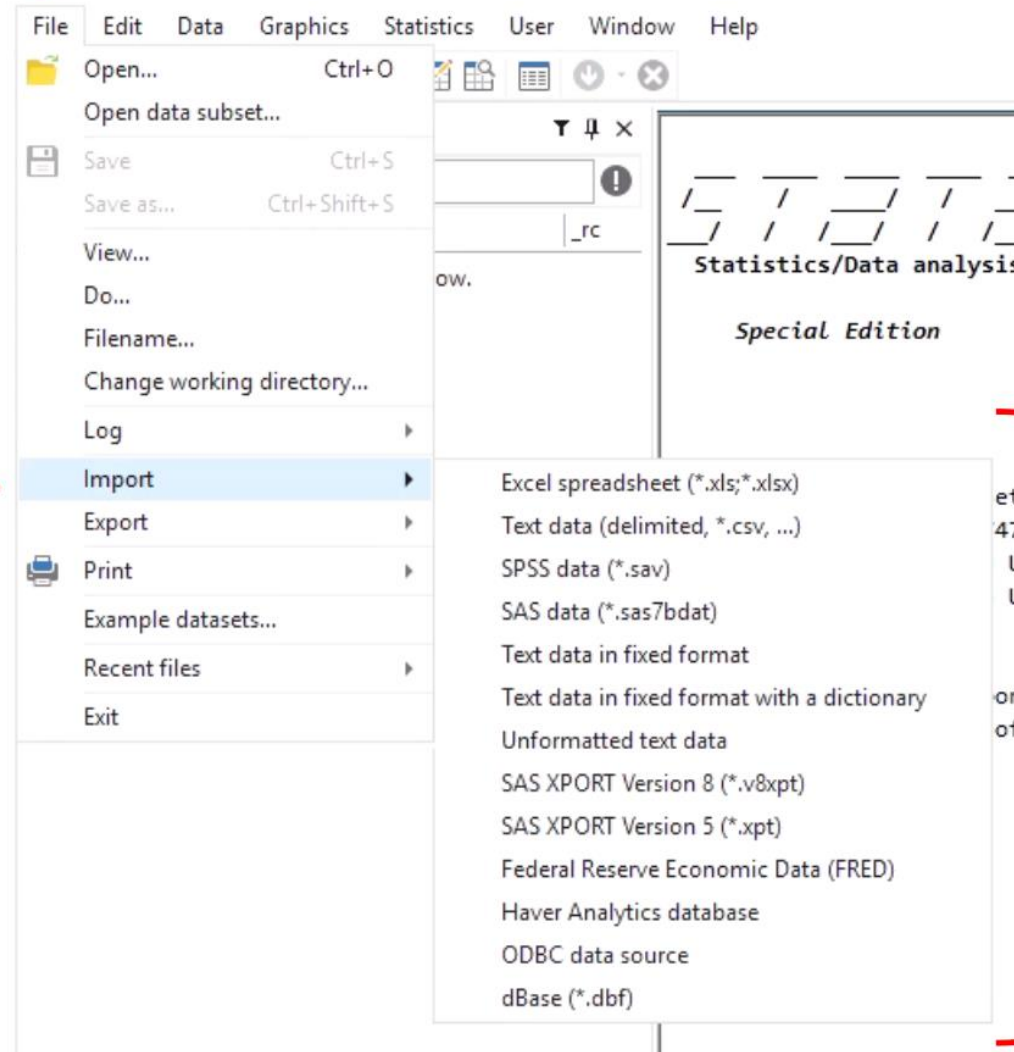 File Edit Data Graphics Statistics User Window Help
Open... Ctrl+O
Open data subset...
Save Ctrl+S
Save as... Ctrl+Shift+S
View...
Do...
Filename...
Change working directory...
Log
Import
Export
Print
Example datasets...
Recent files
Exit
_rc
ow.
Statistics/Data analysis
Special Edition
Excel spreadsheet (*.xls;*.xlsx)
Text data (delimited, *.csv, ...)
SPSS data (*.sav)
SAS data (*.sas7bdat)
Text data in fixed format
Text data in fixed format with a dictionary
Unformatted text data
SAS XPORT Version 8 (*.v8xpt)
SAS XPORT Version 5 (*.xpt)
Federal Reserve Economic Data (FRED)
Haver Analytics database
ODBC data source
dBase (*.dbf)